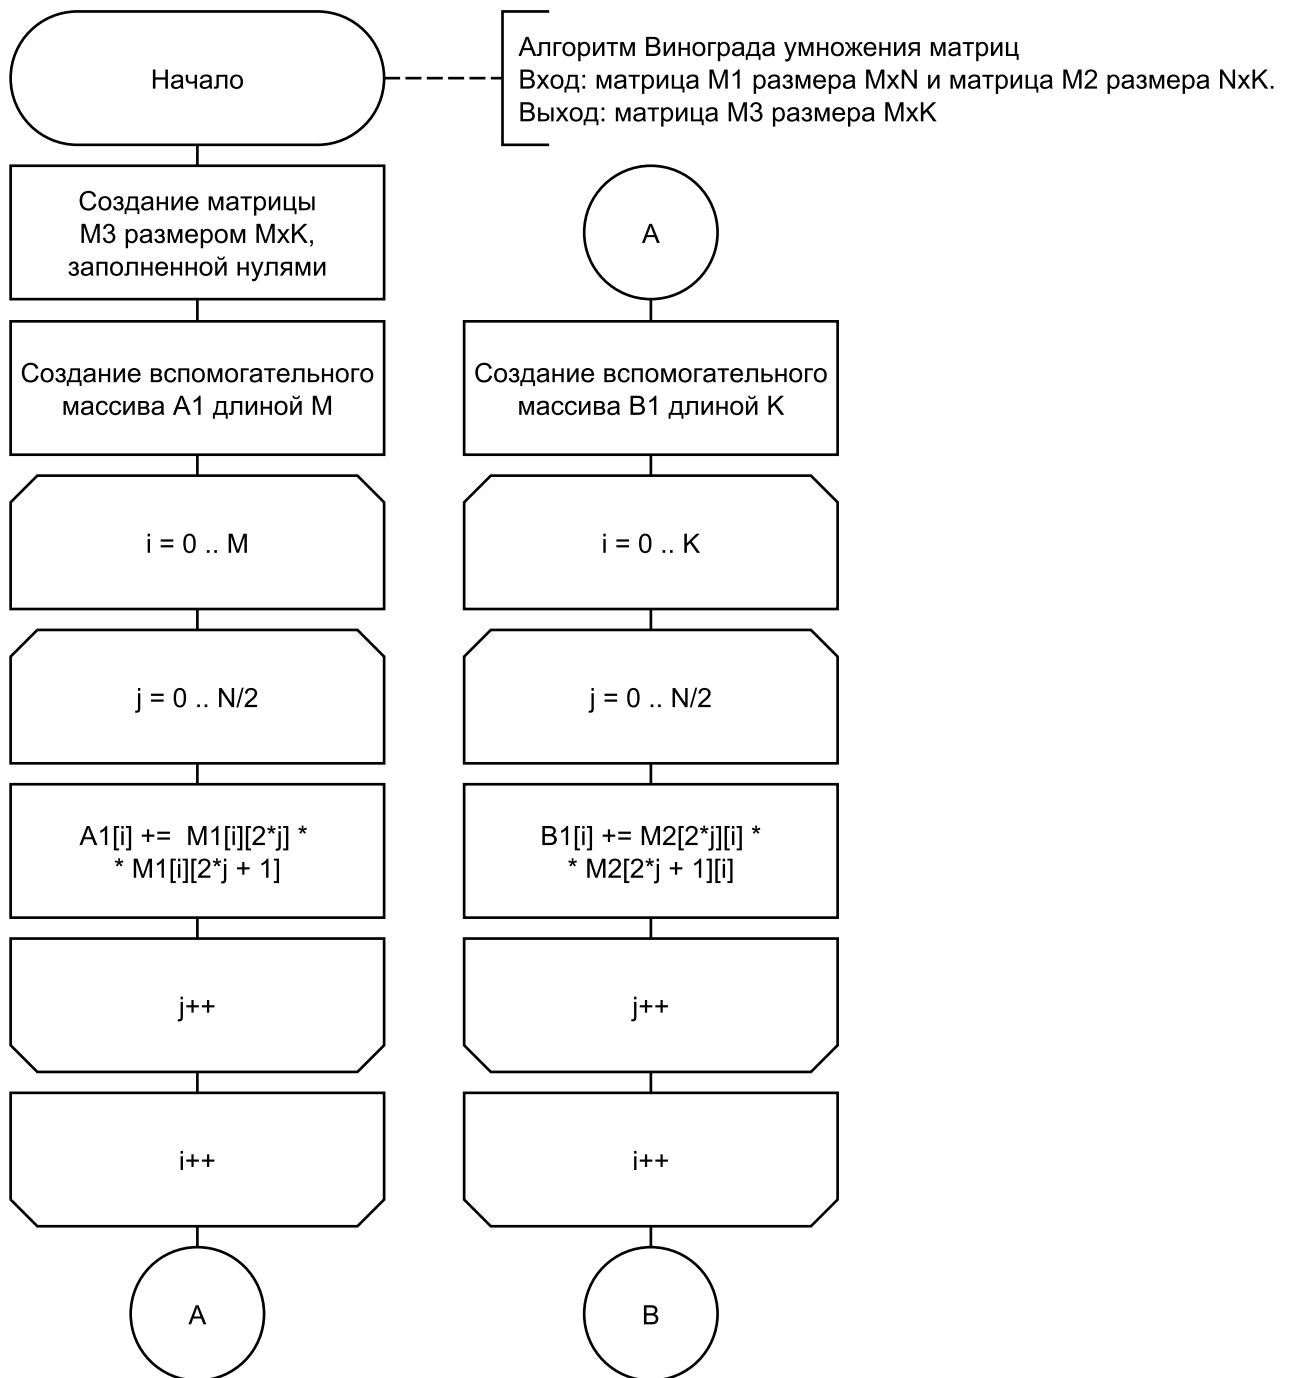 Начало
Алгоритм Винограда умножения матриц
Вход: матрица M1 размера MxN и матрица M2 размера NxK.
Выход: матрица M3 размера MxK
Создание матрицы
M3 размером MxK,
заполненной нулями
Создание вспомогательного
массива A1 длиной M
i = 0 .. M
j = 0 .. N/2
A1[i] += M1[i][2*j] *
* M1[i][2*j + 1]
j++
i++
A
A
Создание вспомогательного
массива B1 длиной K
i = 0 .. K
j = 0 .. N/2
B1[i] += M2[2*j][i] *
* M2[2*j + 1][i]
j++
i++
B